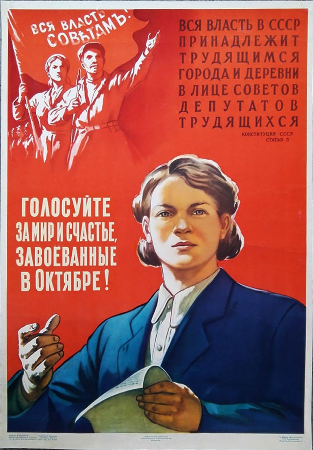 ВСЯ ВЛАСТЬ
СОВѢТАМЪ!
ВСЯ ВЛАСТЬ В СССР
ПРИНАДЛЕЖИТ
ТРУДЯЩИМСЯ
ГОРОДА И ДЕРЕВНИ
В ЛИЦЕ СОВЕТОВ
ДЕПУТАТОВ
ТРУДЯЩИХСЯ
КОНСТИТУЦИЯ СССР
СТАТЬЯ 3
ГОЛОСУЙТЕ
ЗА МИР И СЧАСТЬЕ,
ЗАВОЕВАННЫЕ
В ОКТЯБРЕ!